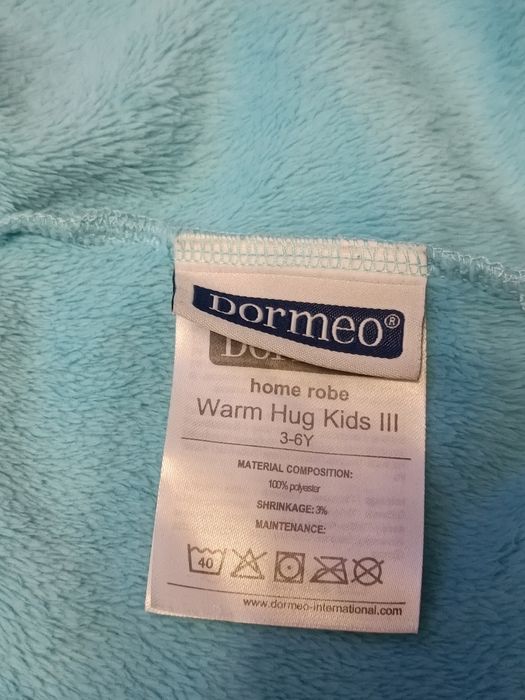 Dormeo®
home robe
Warm Hug Kids III
3-6Y
MATERIAL COMPOSITION:
100% polyester
SHRINKAGE: 3%
MAINTENANCE:
40
www.dormeo-international.com